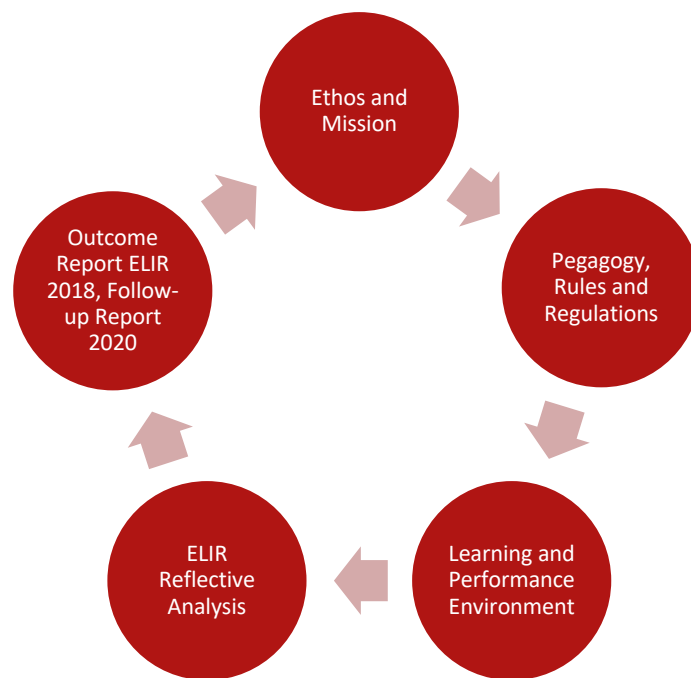 Ethos and
Mission
Pegagogy,
Rules and
Regulations
Learning and
Performance
Environment
ELIR
Reflective
Analysis
Outcome
Report ELIR
2018, Follow-
up Report
2020